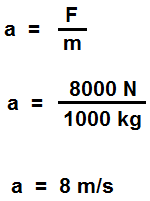 a = F/m
a = 8000 N/1000 kg
a = 8 m/s